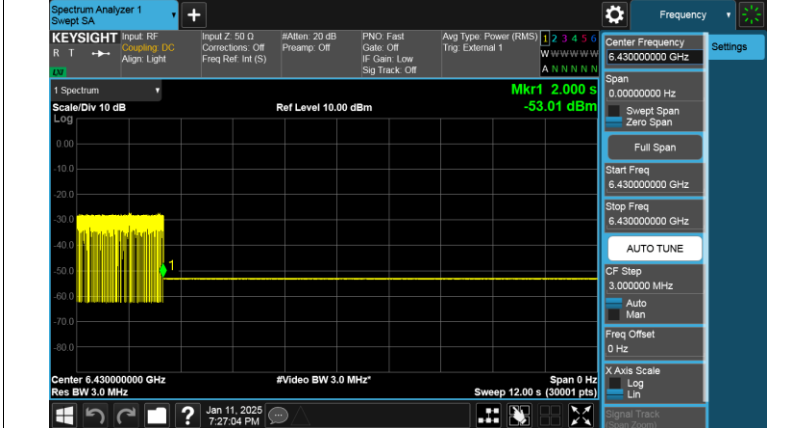 Spectrum Analyzer 1
Swept SA
+
Frequency
KEYSIGHT
R T
LM
Input: RF
Coupling: DC
Align: Light
Input Z: 50 Ω
Corrections: Off
Freq Ref: Int (S)
#Atten: 20 dB
Preamp: Off
PNO: Fast
Gate: Off
IF Gain: Low
Sig Track: Off
Avg Type: Power (RMS)
Trig: External 1
1 2 3 4 5 6
W W W W W W
A N N N N N
1 Spectrum
Scale/Div 10 dB
Log
Ref Level 10.00 dBm
Mkr1 2.000 s
-53.01 dBm
0.00
-10.0
-20.0
-30.0
-40.0
-50.0
-60.0
-70.0
-80.0
1
Center 6.430000000 GHz
Res BW 3.0 MHz
#Video BW 3.0 MHz*
Span 0 Hz
Sweep 12.00 s (30001 pts)
?
Jan 11, 2025
7:27:04 PM
Center Frequency
6.430000000 GHz
Span
0.00000000 Hz
Swept Span
Zero Span
Full Span
Start Freq
6.430000000 GHz
Stop Freq
6.430000000 GHz
AUTO TUNE
CF Step
3.000000 MHz
Auto
Man
Freq Offset
0 Hz
X Axis Scale
Log
Lin
Signal Track
(Span Zoom)
Settings